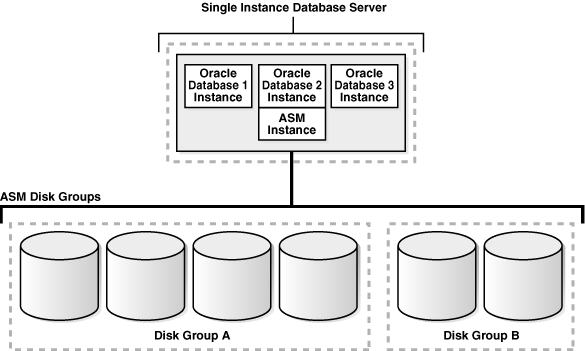 Single Instance Database Server
Oracle
Database 1
Instance
Oracle
Database 2
Instance
Oracle
Database 3
Instance
ASM
Instance
ASM Disk Groups
Disk Group A
Disk Group B